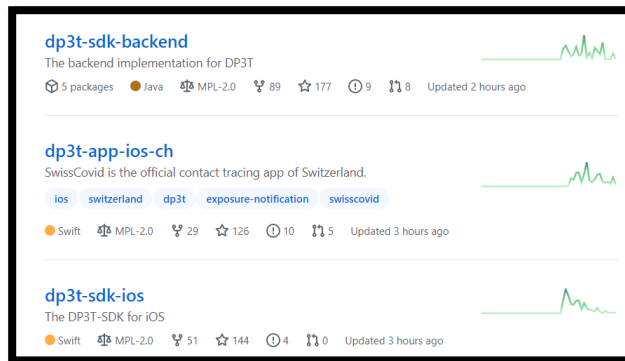 dp3t-sdk-backend
The backend implementation for DP3T
5 packages Java MPL-2.0 89 177 9 8 Updated 2 hours ago
dp3t-app-ios-ch
SwissCovid is the official contact tracing app of Switzerland.
ios switzerland dp3t exposure-notification swisscovid
Swift MPL-2.0 29 126 10 5 Updated 3 hours ago
dp3t-sdk-ios
The DP3T-SDK for iOS
Swift MPL-2.0 51 144 4 0 Updated 3 hours ago